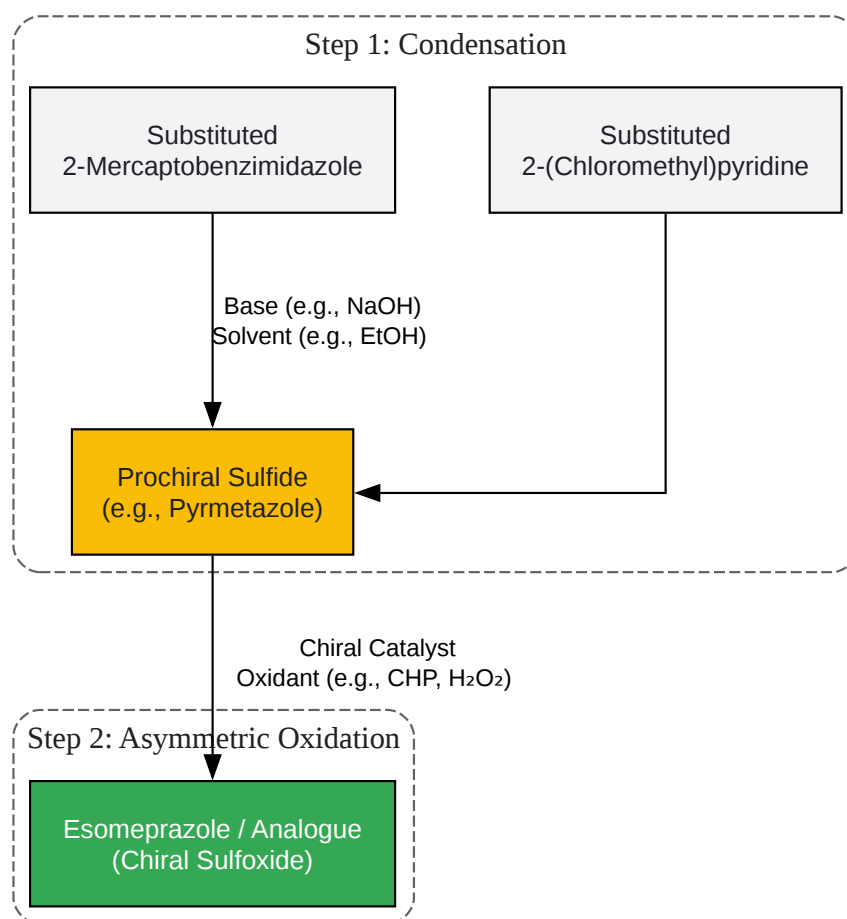 Step 1: Condensation
Substituted
2-Mercaptobenzimidazole
Substituted
2-(Chloromethyl)pyridine
Base (e.g., NaOH)
Solvent (e.g., EtOH)
Prochiral Sulfide
(e.g., Pyrmetazole)
Chiral Catalyst
Oxidant (e.g., CHP, H₂O₂)
Step 2: Asymmetric Oxidation
Esomeprazole / Analogue
(Chiral Sulfoxide)